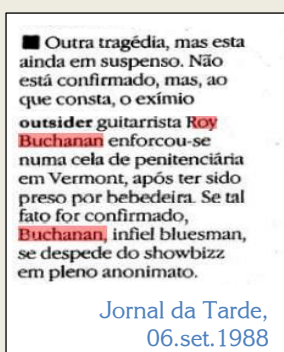 ■ Outra tragédia, mas esta
ainda em suspenso. Não
está confirmado, mas, ao
que consta, o exímio
outsider guitarrista Roy
Buchanan enforcou-se
numa cela de penitenciária
em Vermont, após ter sido
preso por bebedeira. Se tal
fato for confirmado,
Buchanan, infiel bluesman,
se despede do showbizz
em pleno anonimato.
Jornal da Tarde,
06.set.1988